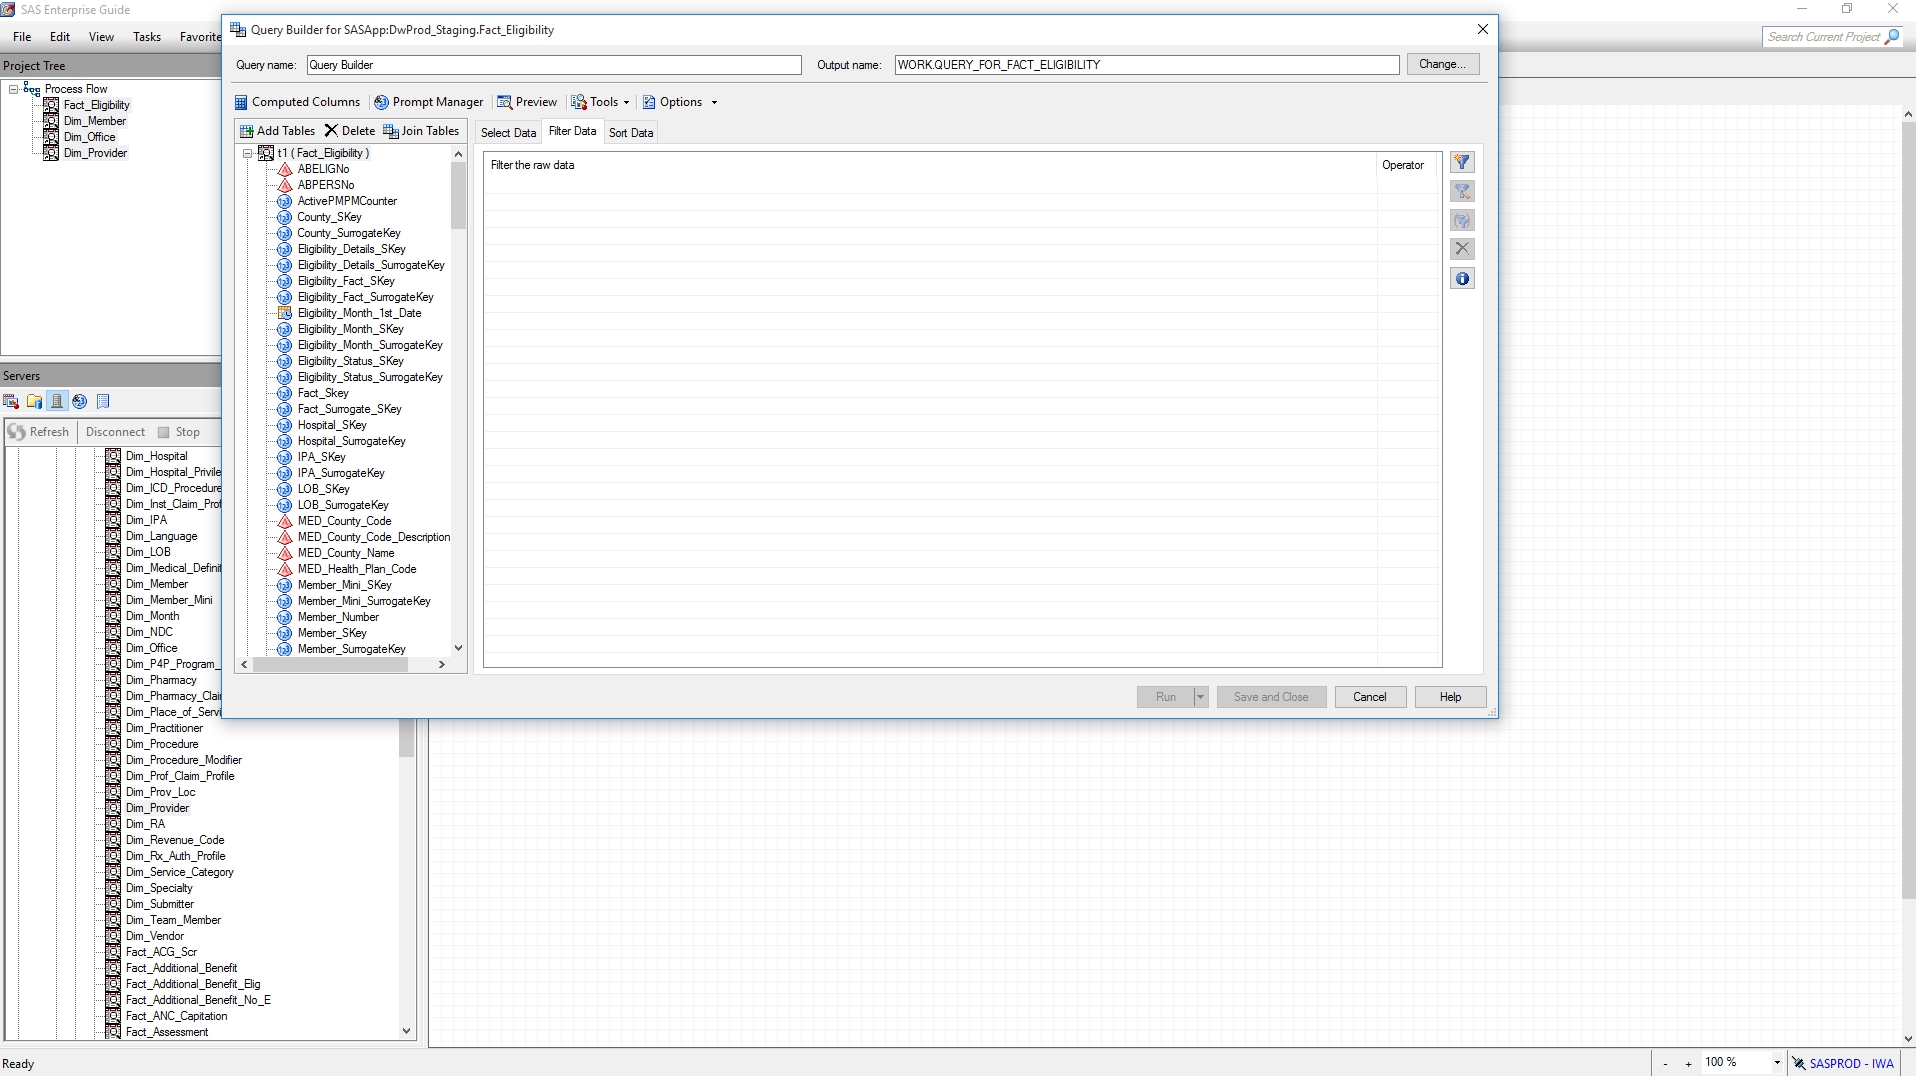 SAS Enterprise Guide
File Edit View Tasks Favorite
Search Current Project
Project Tree
Process Flow
Fact_Eligibility
Dim_Member
Dim_Office
Dim_Provider
Servers
Refresh Disconnect Stop
Dim_Hospital
Dim_Hospital_Privile
Dim_ICD_Procedure
Dim_Inst_Claim_Prof
Dim_IPA
Dim_Language
Dim_LOB
Dim_Medical_Definit
Dim_Member
Dim_Member_Mini
Dim_Month
Dim_NDC
Dim_Office
Dim_P4P_Program_
Dim_Pharmacy
Dim_Pharmacy_Clai
Dim_Place_of_Servi
Dim_Practitioner
Dim_Procedure
Dim_Procedure_Modifier
Dim_Prof_Claim_Profile
Dim_Prov_Loc
Dim_Provider
Dim_RA
Dim_Revenue_Code
Dim_Rx_Auth_Profile
Dim_Service_Category
Dim_Specialty
Dim_Submitter
Dim_Team_Member
Dim_Vendor
Fact_ACG_Scr
Fact_Additional_Benefit
Fact_Additional_Benefit_Elig
Fact_Additional_Benefit_No_E
Fact_ANC_Capitation
Fact_Assessment
Query Builder for SASApp:DwProd_Staging.Fact_Eligibility
Query name: Query Builder Output name: WORK.QUERY_FOR_FACT_ELIGIBILITY Change...
Computed Columns Prompt Manager Preview Tools Options
Add Tables Delete Join Tables
Select Data Filter Data Sort Data
t1 ( Fact_Eligibility )
ABELIGNo
ABPERSNo
ActivePMPMCounter
County_SKey
County_SurrogateKey
Eligibility_Details_SKey
Eligibility_Details_SurrogateKey
Eligibility_Fact_SKey
Eligibility_Fact_SurrogateKey
Eligibility_Month_1st_Date
Eligibility_Month_SKey
Eligibility_Month_SurrogateKey
Eligibility_Status_SKey
Eligibility_Status_SurrogateKey
Fact_Skey
Fact_Surrogate_SKey
Hospital_SKey
Hospital_SurrogateKey
IPA_SKey
IPA_SurrogateKey
LOB_SKey
LOB_SurrogateKey
MED_County_Code
MED_County_Code_Description
MED_County_Name
MED_Health_Plan_Code
Member_Mini_SKey
Member_Mini_SurrogateKey
Member_Number
Member_SKey
Member_SurrogateKey
Filter the raw data Operator
Run Save and Close Cancel Help
Ready
- + 100 % SASPROD - IWA